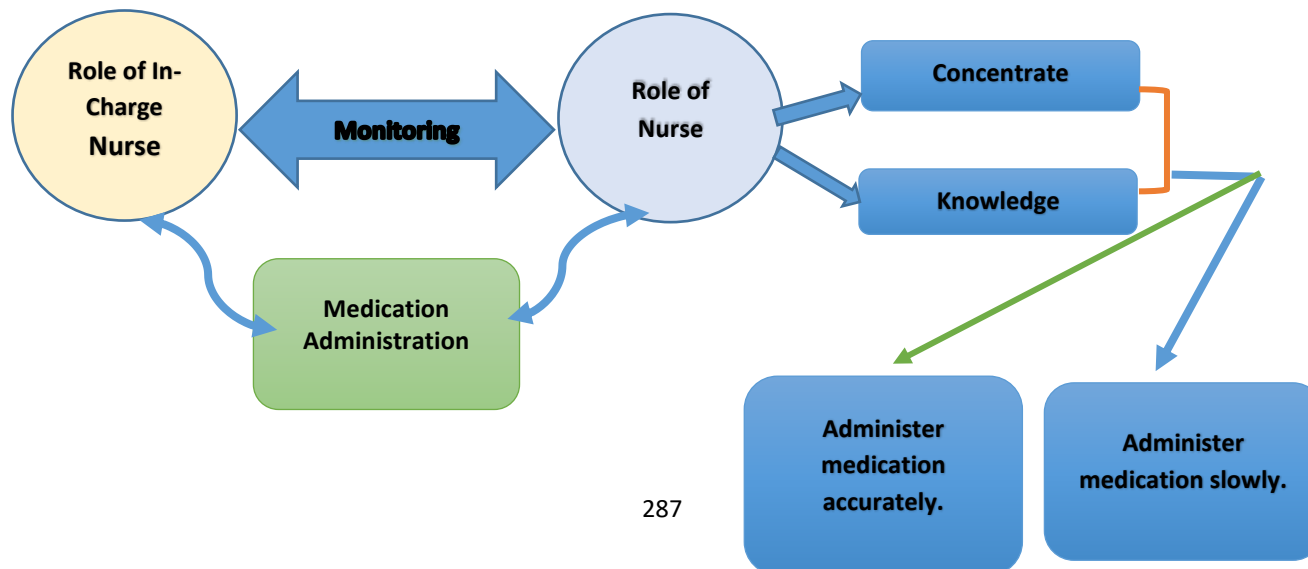 Role of In-
Charge
Nurse
Monitoring
Role of
Nurse
Concentrate
Knowledge
Medication
Administration
Administer
medication
accurately.
Administer
medication slowly.
287